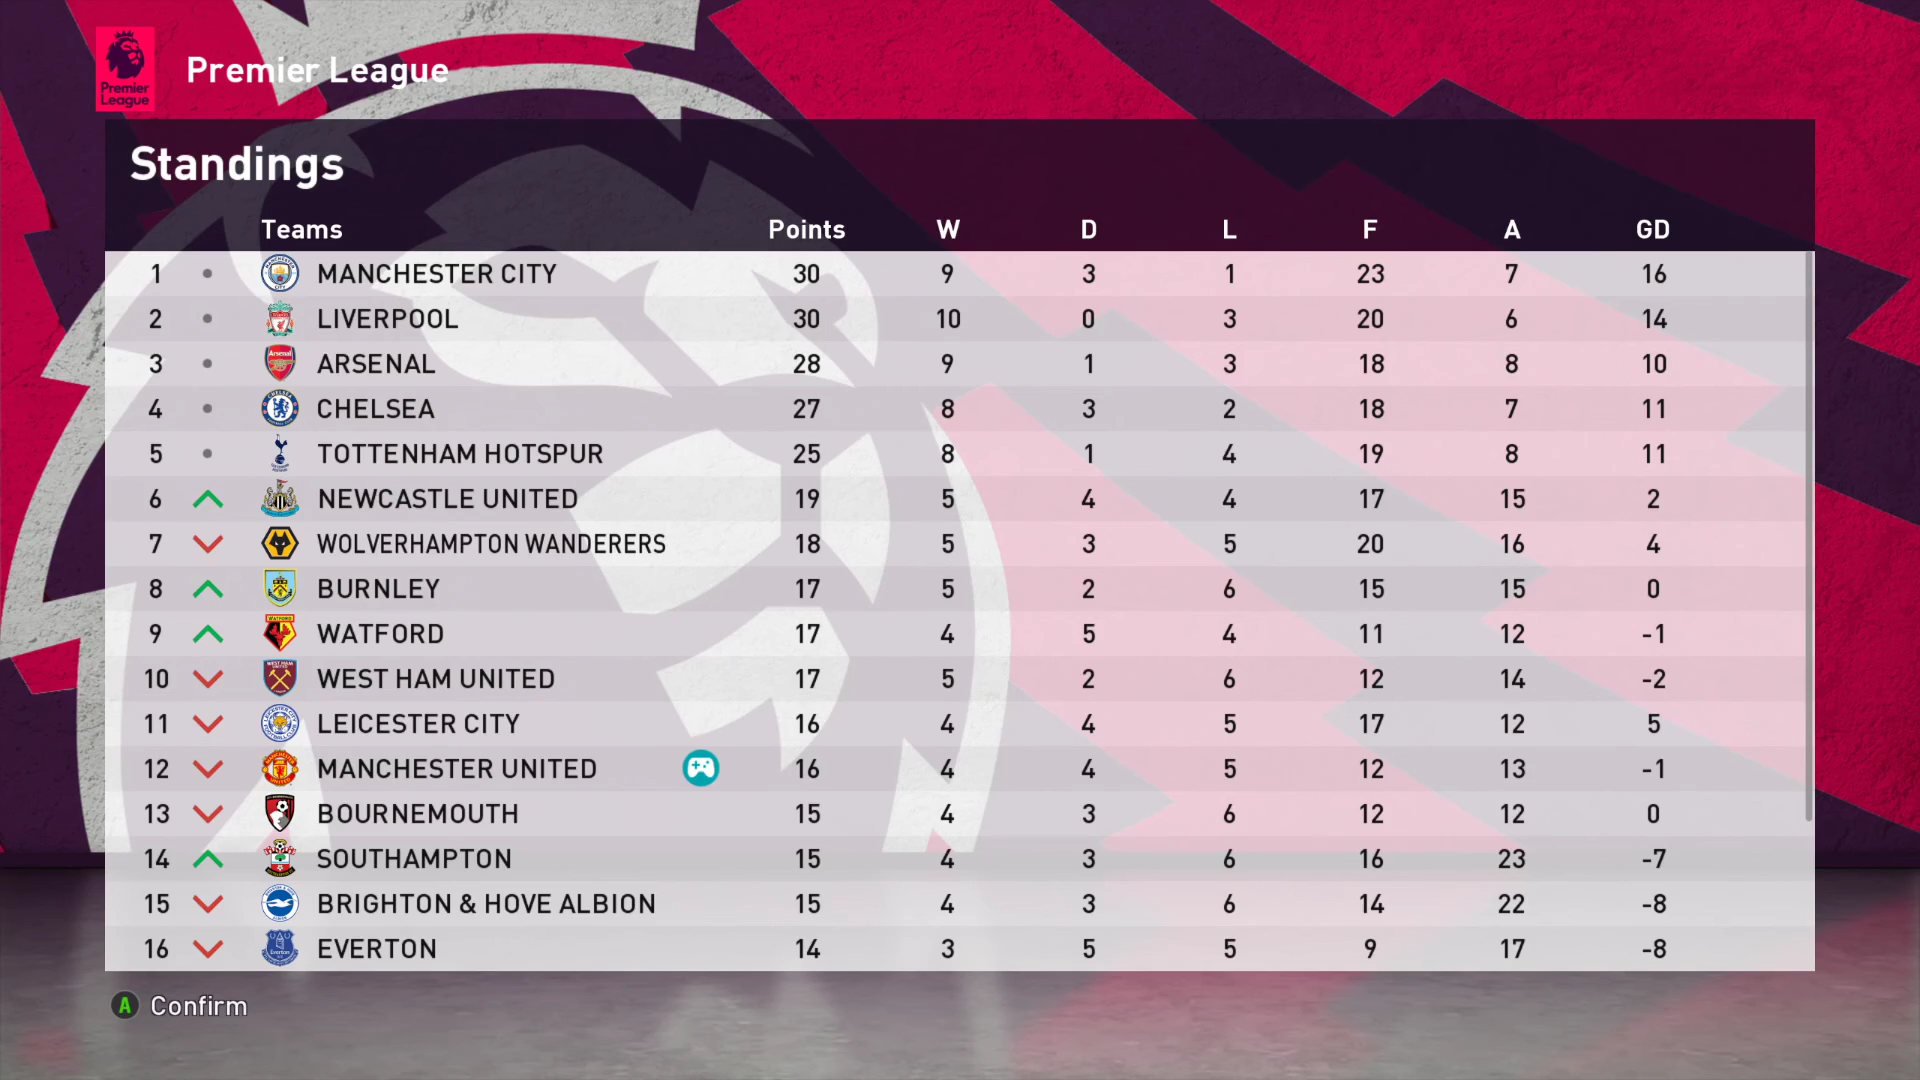 Premier League
Premier League
Standings
Teams Points W D L F A GD
1 MANCHESTER CITY 30 9 3 1 23 7 16
2 LIVERPOOL 30 10 0 3 20 6 14
3 Arsenal ARSENAL 28 9 1 3 18 8 10
4 CHELSEA 27 8 3 2 18 7 11
5 TOTTENHAM HOTSPUR 25 8 1 4 19 8 11
6 NEWCASTLE UNITED 19 5 4 4 17 15 2
7 WOLVERHAMPTON WANDERERS 18 5 3 5 20 16 4
8 BURNLEY 17 5 2 6 15 15 0
9 WATFORD WATFORD 17 4 5 4 11 12 -1
10 WEST HAM WEST HAM UNITED 17 5 2 6 12 14 -2
11 LEICESTER CITY 16 4 4 5 17 12 5
12 MANCHESTER UNITED 16 4 4 5 12 13 -1
13 BOURNEMOUTH 15 4 3 6 12 12 0
14 SOUTHAMPTON 15 4 3 6 16 23 -7
15 BRIGHTON & HOVE ALBION 15 4 3 6 14 22 -8
16 Everton EVERTON 14 3 5 5 9 17 -8
A Confirm